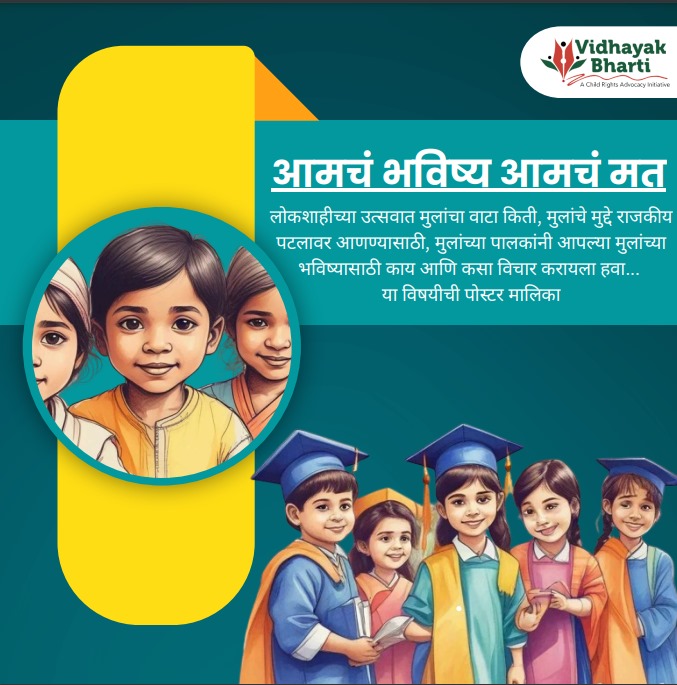 Vidhayak
Bharti
A Child Rights Advocacy Initiative
आमचं भविष्य आमचं मत
लोकशाहीच्या उत्सवात मुलांचा वाटा किती, मुलांचे मुद्दे राजकीय
पटलावर आणण्यासाठी, मुलांच्या पालकांनी आपल्या मुलांच्या
भविष्यासाठी काय आणि कसा विचार करायला हवा...
या विषयीची पोस्टर मालिका